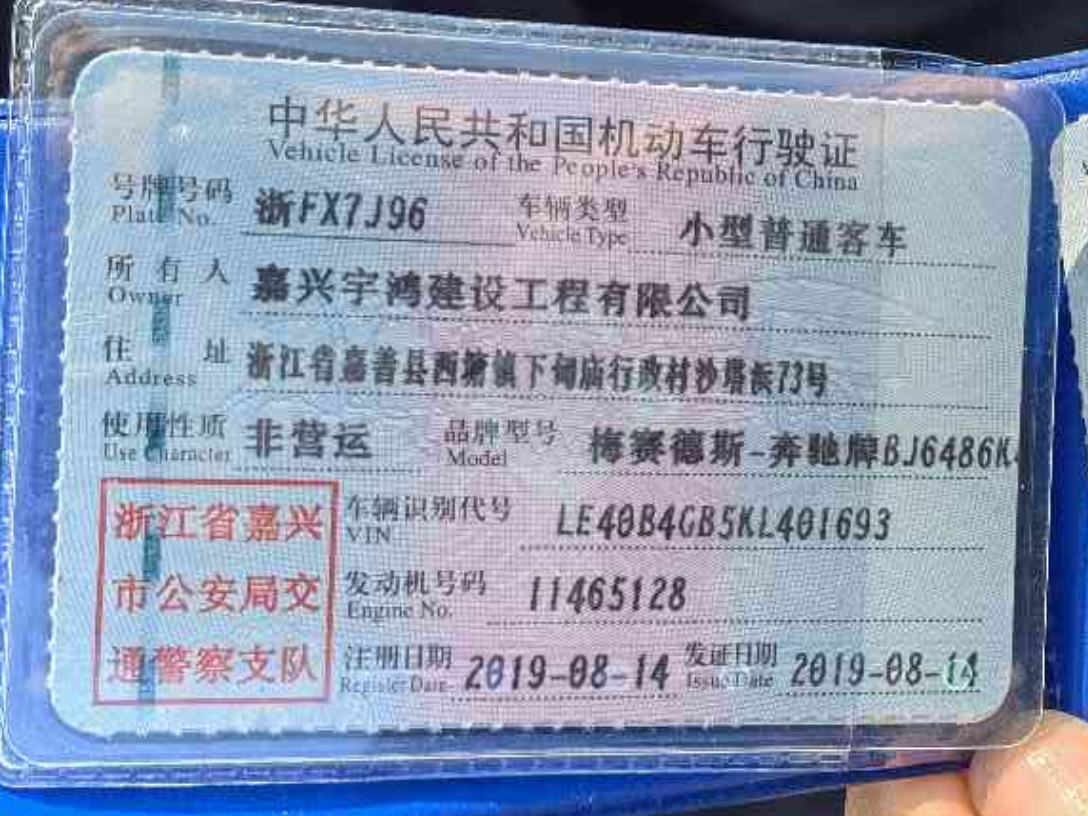 中华人民共和国机动车行驶证
Vehicle License of the People's Republic of China
号牌号码 浙FX7J96 车辆类型 小型普通客车
Plate No. Vehicle Type
所有人 嘉兴宇鸿建设工程有限公司
Owner
住址 浙江省嘉善县西塘镇下甸庙行政村沙塔浜73号
Address
使用性质 非营运 品牌型号 梅赛德斯-奔驰牌BJ6486K
Use Character Model
浙江省嘉兴
市公安局交
通警察支队
车辆识别代号 LE40B4GB5KL401693
VIN
发动机号码 11465128
Engine No.
注册日期 2019-08-14 发证日期 2019-08-14
Register Date Issue Date